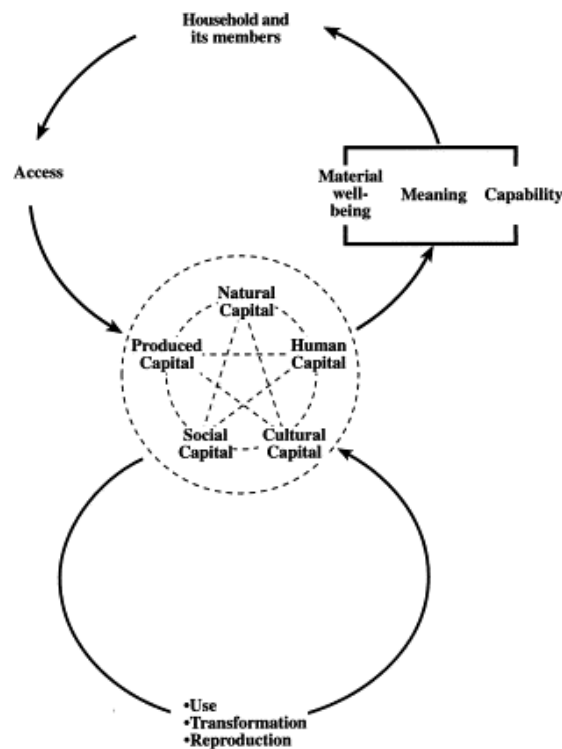 Household and
its members
Access
Material
well-
being
Meaning
Capability
Natural
Capital
Produced
Capital
Human
Capital
Social
Capital
Cultural
Capital
•Use
•Transformation
•Reproduction